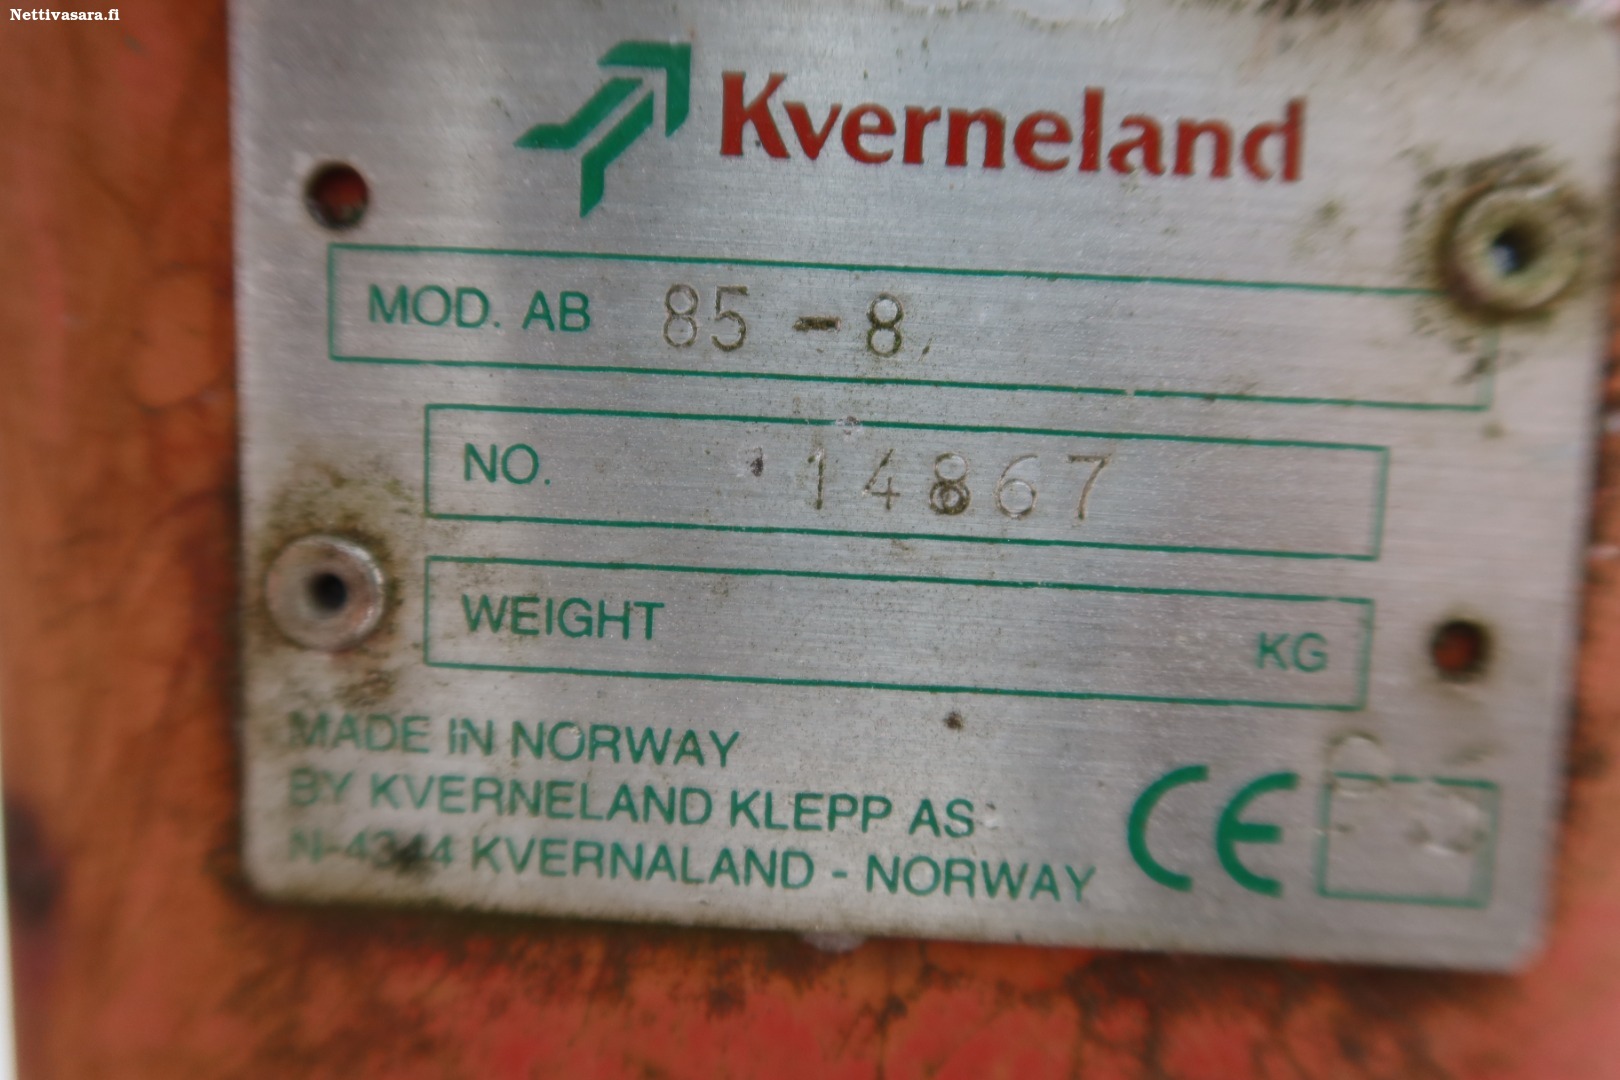 Nettivasara.fi
Kverneland
MOD. AB 85-8
NO. 14867
WEIGHT KG
MADE IN NORWAY
BY KVERNELAND KLEPP AS
N-4344 KVERNALAND - NORWAY
CE